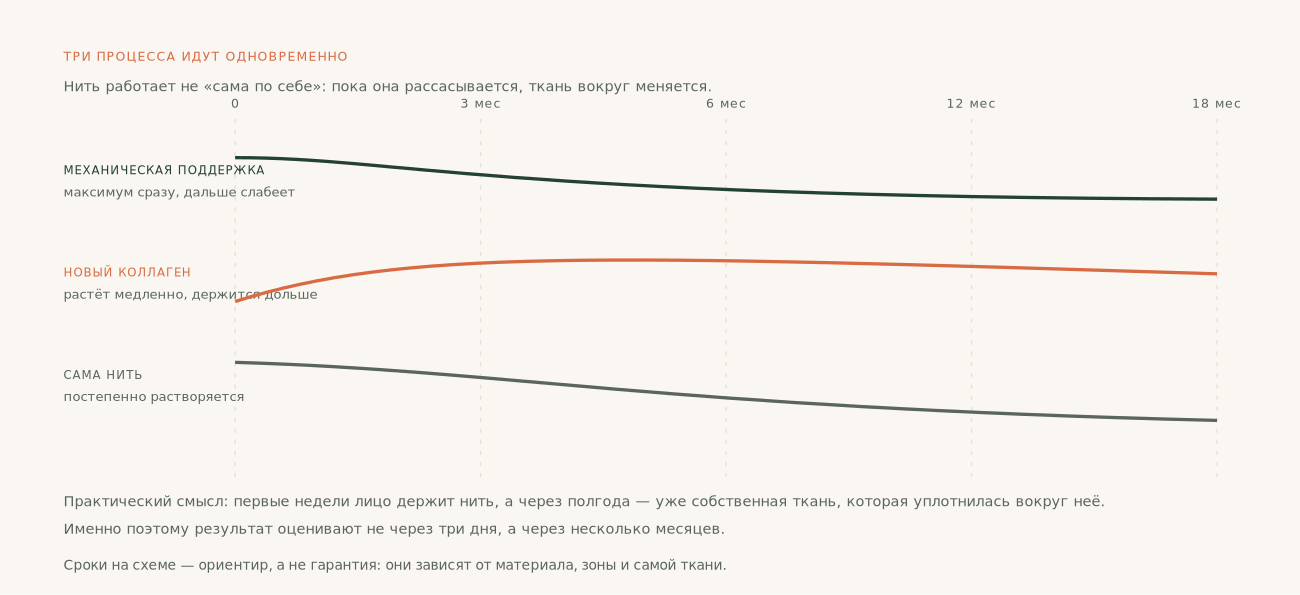 ТРИ ПРОЦЕССА ИДУТ ОДНОВРЕМЕННО
Нить работает не «сама по себе»: пока она рассасывается, ткань вокруг меняется.
0 3 мес 6 мес 12 мес 18 мес
МЕХАНИЧЕСКАЯ ПОДДЕРЖКА
максимум сразу, дальше слабеет
НОВЫЙ КОЛЛАГЕН
растёт медленно, держится дольше
САМА НИТЬ
постепенно растворяется
Практический смысл: первые недели лицо держит нить, а через полгода — уже собственная ткань, которая уплотнилась вокруг неё.
Именно поэтому результат оценивают не через три дня, а через несколько месяцев.
Сроки на схеме — ориентир, а не гарантия: они зависят от материала, зоны и самой ткани.